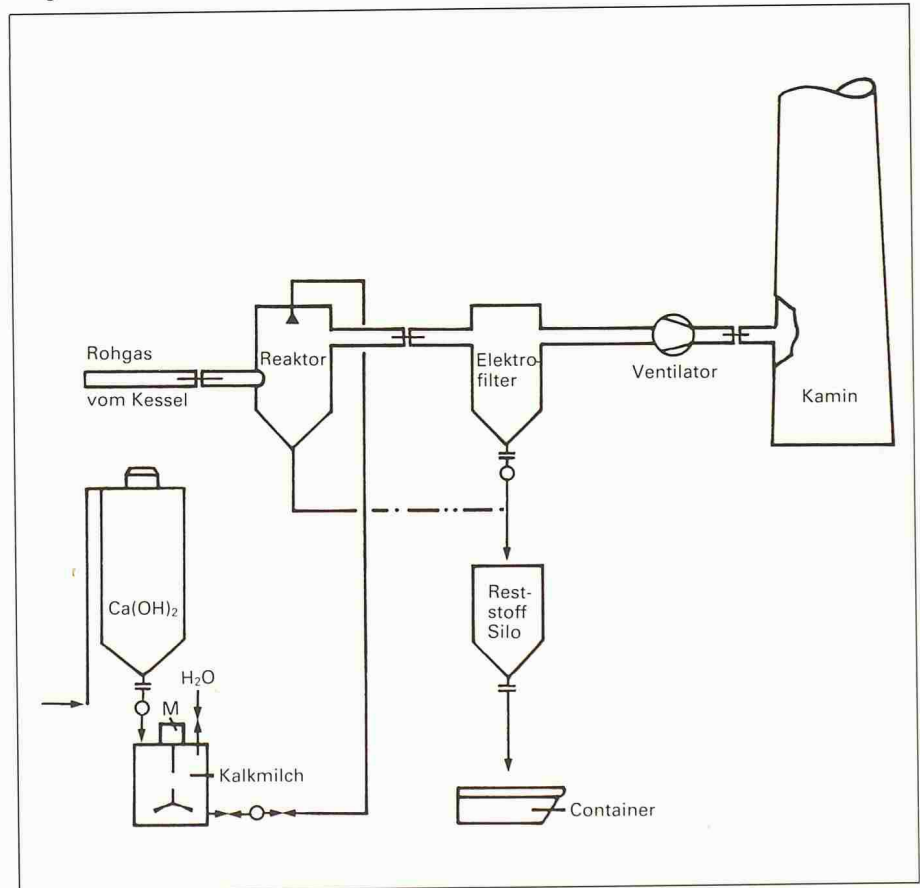 Rohgas
vom Kessel
Reaktor
Elektro-
filter
Ventilator
Kamin
Ca(OH)₂
H₂O
M
Kalkmilch
Rest-
stoff
Silo
Container